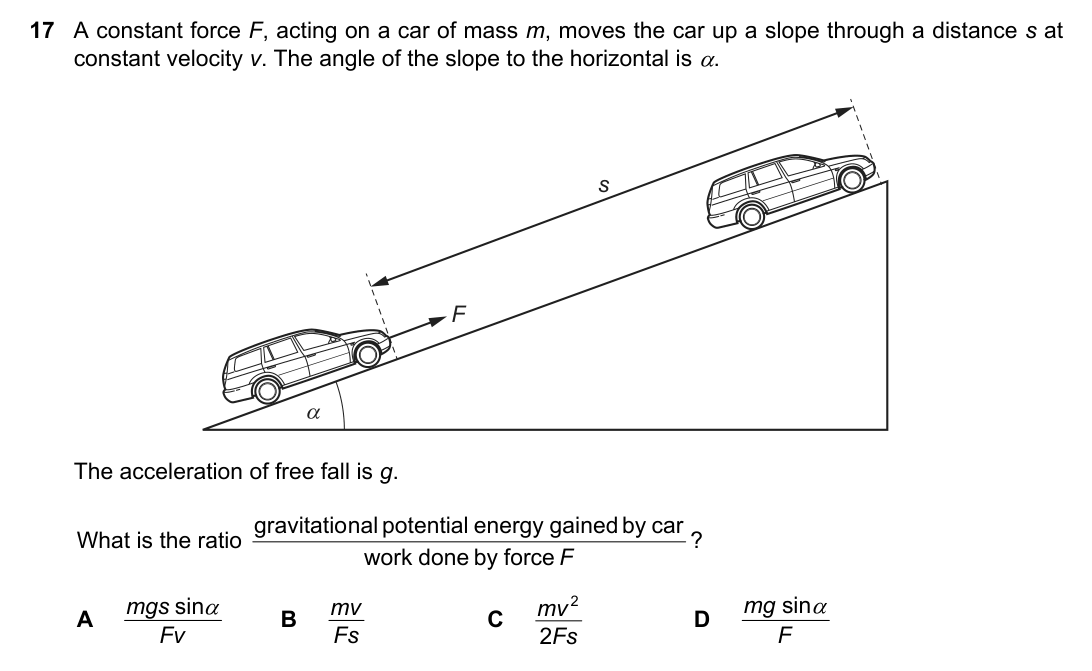 17 A constant force F, acting on a car of mass m, moves the car up a slope through a distance s at
constant velocity v. The angle of the slope to the horizontal is α.
s
F
α
The acceleration of free fall is g.
What is the ratio gravitational potential energy gained by car / work done by force F ?
A mgs sinα / Fv B mv / Fs C mv² / 2Fs D mg sinα / F